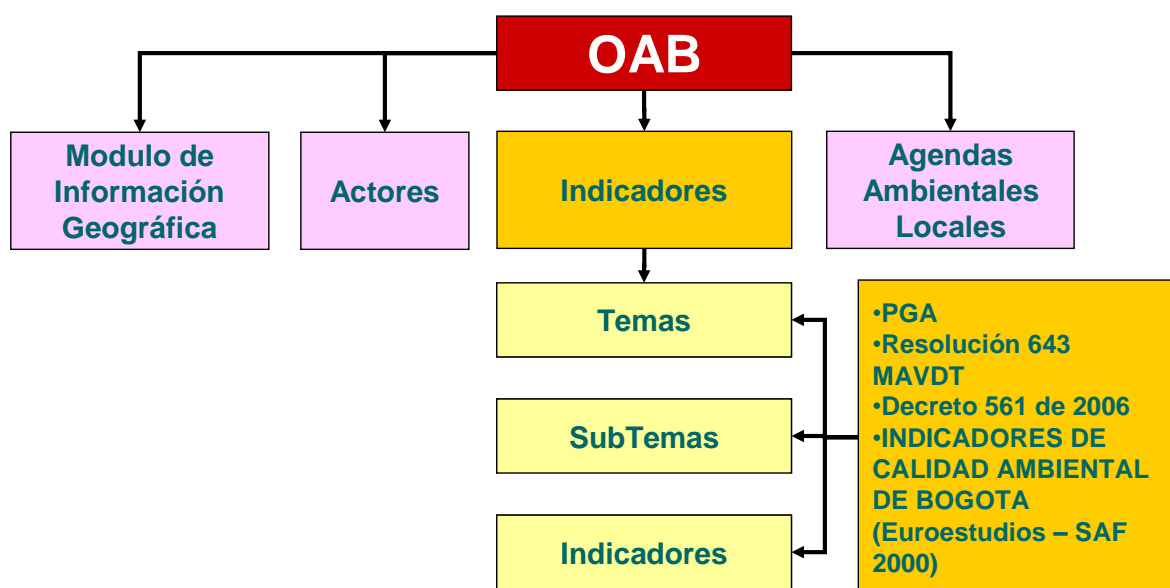 OAB
Modulo de
Información
Geográfica
Actores
Indicadores
Agendas
Ambientales
Locales
Temas
SubTemas
Indicadores
•PGA
•Resolución 643
MAVDT
•Decreto 561 de 2006
•INDICADORES DE
CALIDAD AMBIENTAL
DE BOGOTA
(Euroestudios – SAF
2000)